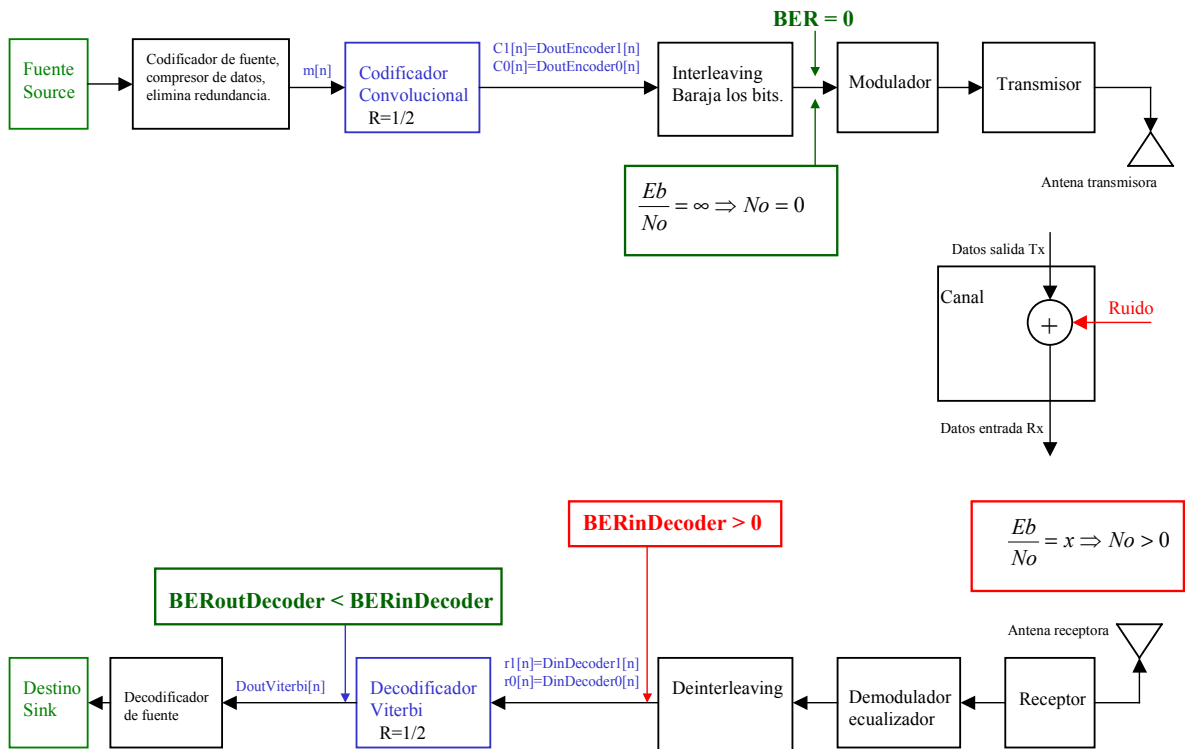 BER = 0
Fuente
Source
Codificador de fuente,
compresor de datos,
elimina redundancia.
m[n]
Codificador
Convolucional
R=1/2
C1[n]=DoutEncoder1[n]
C0[n]=DoutEncoder0[n]
Interleaving
Baraja los bits.
Modulador
Transmisor
Antena transmisora
Eb/No = ∞ ⇒ No = 0
Datos salida Tx
Canal
+
Ruido
Datos entrada Rx
BERinDecoder > 0
Eb/No = x ⇒ No > 0
BERoutDecoder < BERinDecoder
Antena receptora
Destino
Sink
Decodificador
de fuente
DoutViterbi[n]
Decodificador
Viterbi
R=1/2
r1[n]=DinDecoder1[n]
r0[n]=DinDecoder0[n]
Deinterleaving
Demodulador
ecualizador
Receptor